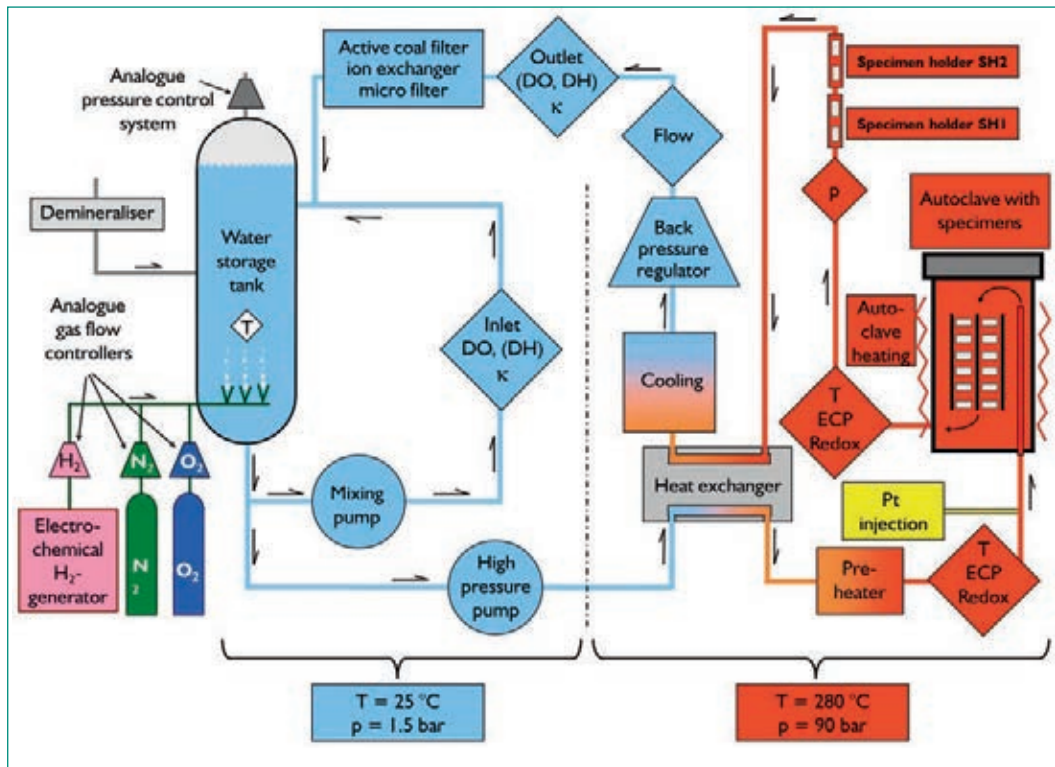 Analogue
pressure control
system
Active coal filter
ion exchanger
micro filter
Outlet
(DO, DH)
κ
Specimen holder SH2
Specimen holder SH1
Flow
p
Demineraliser
Water
storage
tank
T
Autoclave with
specimens
Back
pressure
regulator
Analogue
gas flow
controllers
Inlet
DO, (DH)
κ
Auto-
clave
heating
Cooling
T
ECP
Redox
H₂
N₂
O₂
Mixing
pump
Heat exchanger
Pt
injection
Electro-
chemical
H₂-
generator
N₂
O₂
High
pressure
pump
Pre-
heater
T
ECP
Redox
T = 25 °C
p = 1.5 bar
T = 280 °C
p = 90 bar